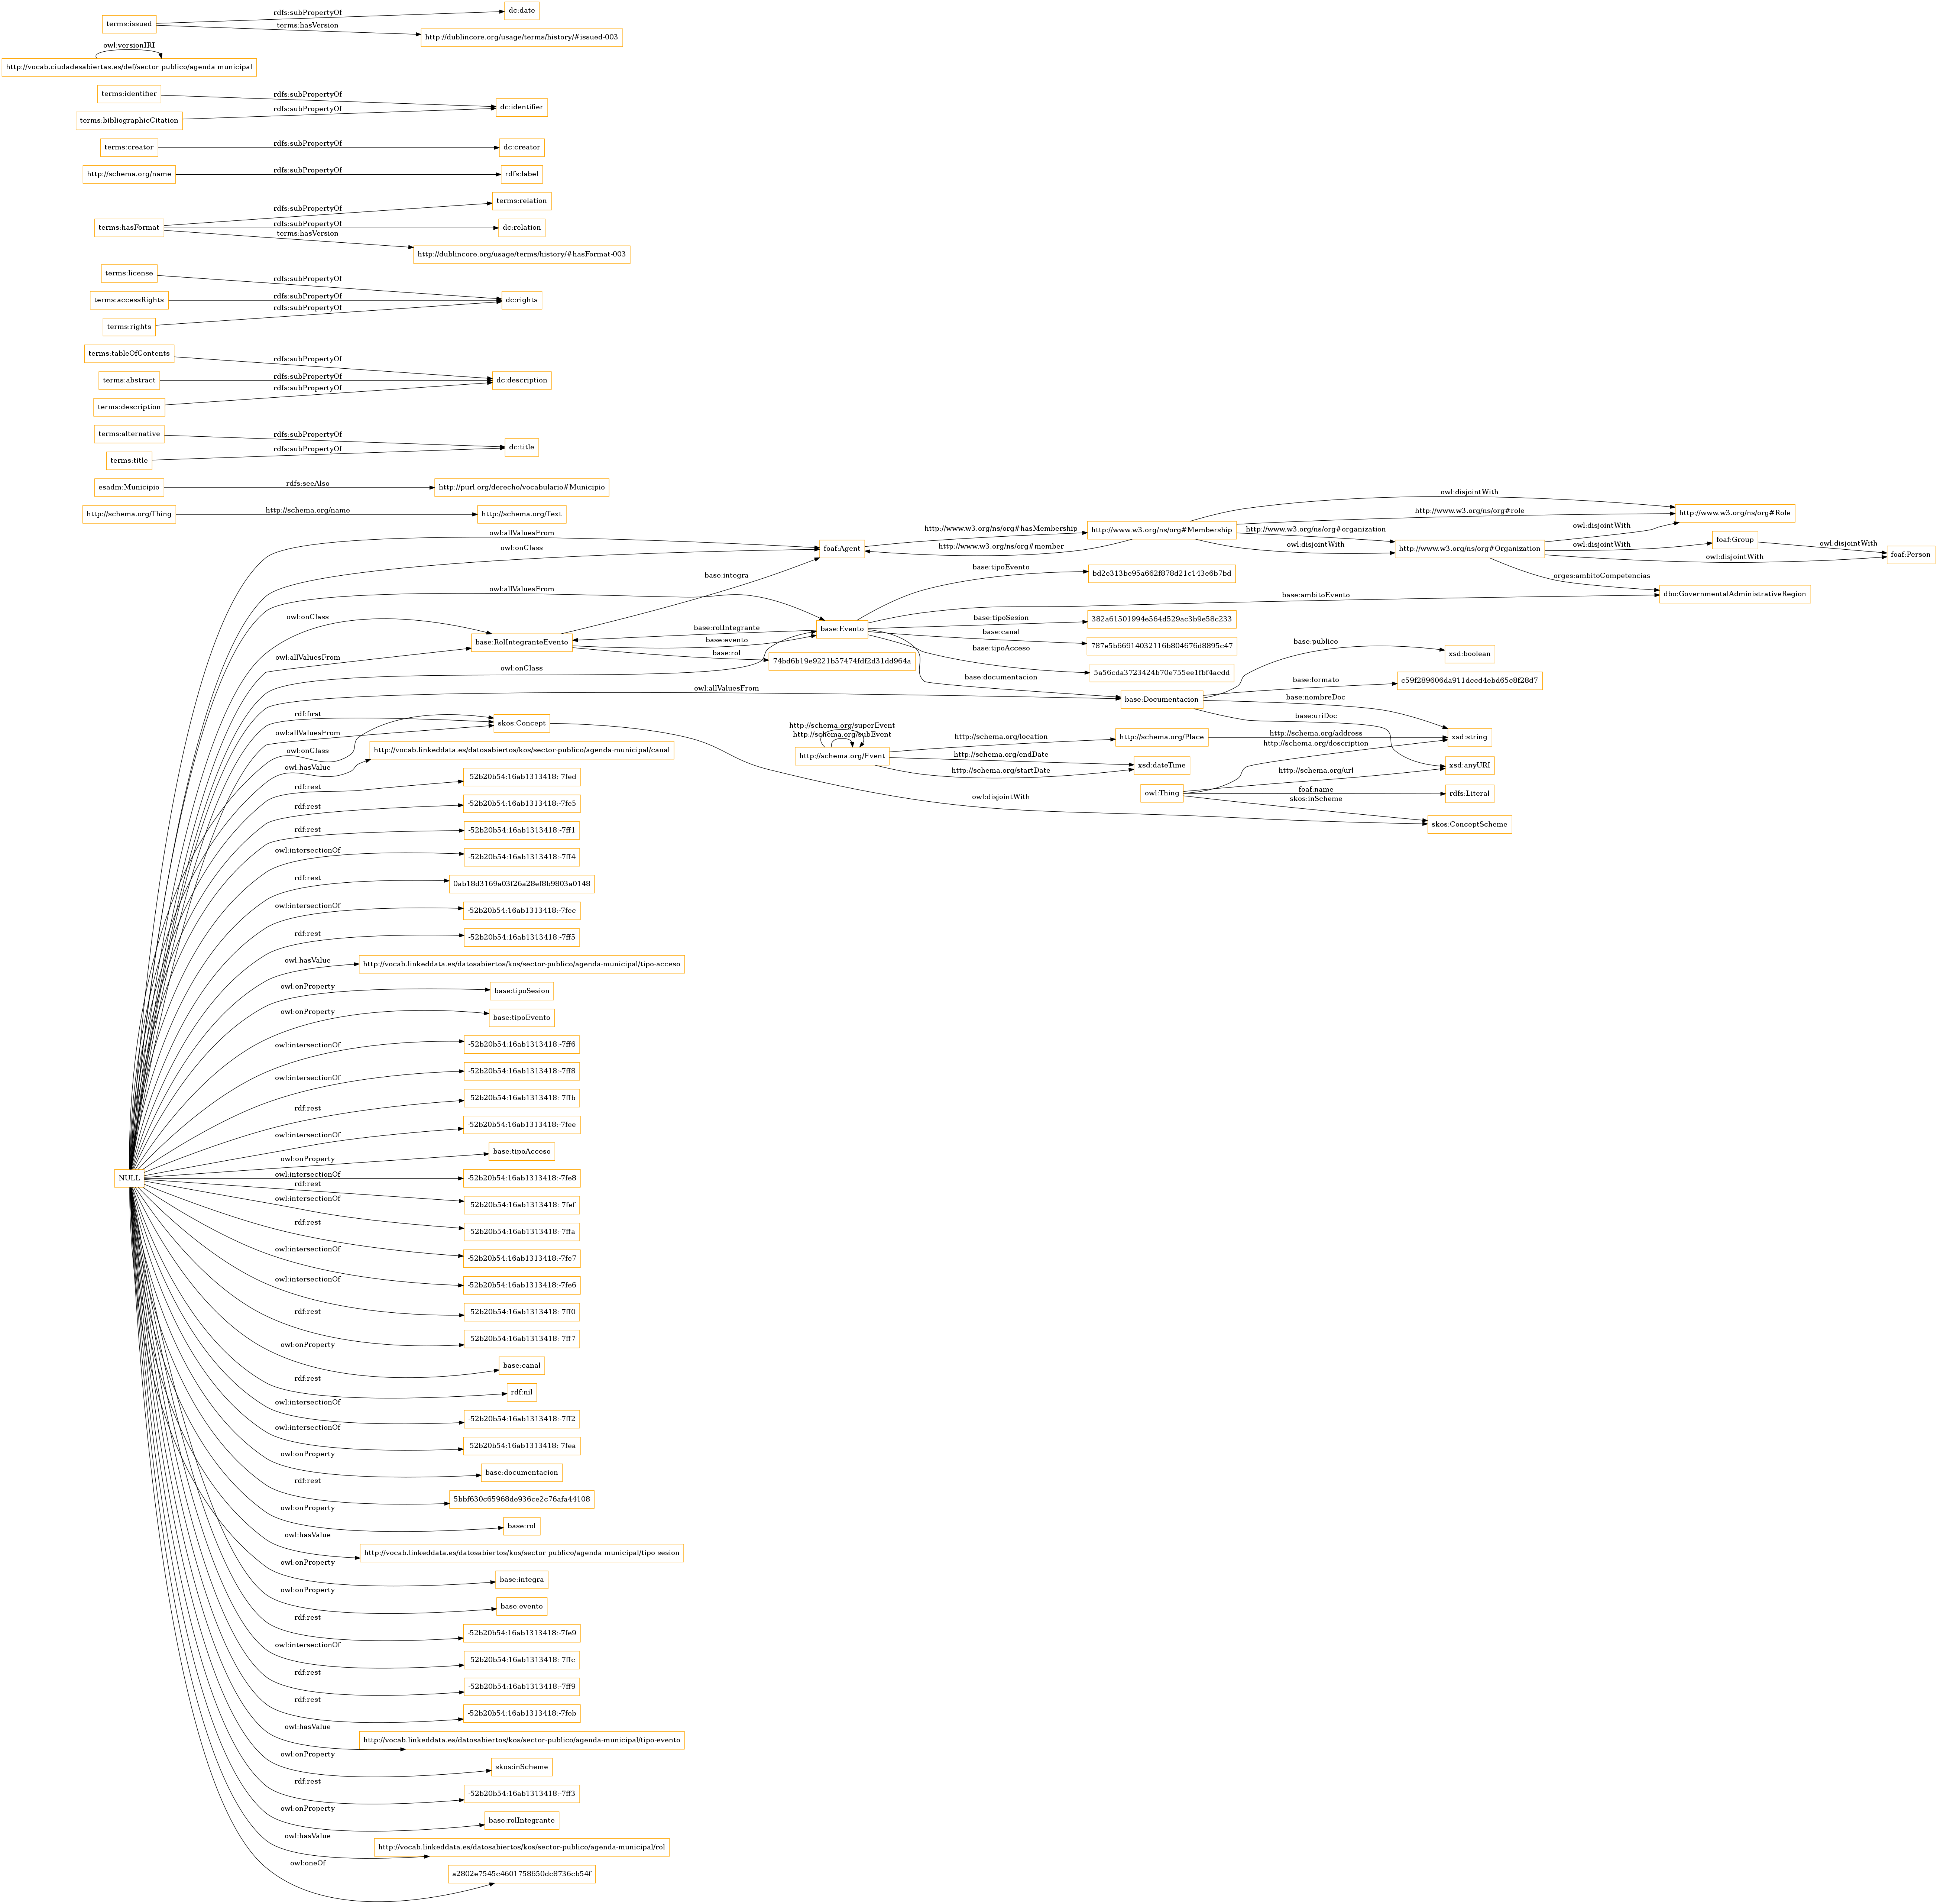 rdfs:subPropertyOf
dc:date
terms:issued
terms:hasVersion
http://dublincore.org/usage/terms/history/#issued-003
owl:versionIRI
http://vocab.ciudadesabiertas.es/def/sector-publico/agenda-municipal
terms:identifier
rdfs:subPropertyOf
dc:identifier
terms:bibliographicCitation
rdfs:subPropertyOf
terms:creator
rdfs:subPropertyOf
dc:creator
http://schema.org/name
rdfs:subPropertyOf
rdfs:label
terms:relation
rdfs:subPropertyOf
terms:hasFormat
rdfs:subPropertyOf
dc:relation
terms:hasVersion
http://dublincore.org/usage/terms/history/#hasFormat-003
terms:license
rdfs:subPropertyOf
terms:accessRights
rdfs:subPropertyOf
dc:rights
terms:rights
rdfs:subPropertyOf
terms:tableOfContents
rdfs:subPropertyOf
terms:abstract
rdfs:subPropertyOf
dc:description
terms:description
rdfs:subPropertyOf
terms:alternative
rdfs:subPropertyOf
dc:title
terms:title
rdfs:subPropertyOf
esadm:Municipio
rdfs:seeAlso
http://purl.org/derecho/vocabulario#Municipio
http://schema.org/Thing
http://schema.org/name
http://schema.org/Text
owl:allValuesFrom
owl:onClass
foaf:Agent
http://www.w3.org/ns/org#hasMembership
http://www.w3.org/ns/org#member
http://www.w3.org/ns/org#Membership
owl:disjointWith
http://www.w3.org/ns/org#role
http://www.w3.org/ns/org#Role
http://www.w3.org/ns/org#organization
owl:disjointWith
owl:disjointWith
http://www.w3.org/ns/org#Organization
owl:disjointWith
foaf:Group
owl:disjointWith
owl:disjointWith
foaf:Person
orges:ambitoCompetencias
dbo:GovernmentalAdministrativeRegion
base:integra
owl:allValuesFrom
base:tipoEvento
bd2e313be95a662f878d21c143e6b7bd
base:ambitoEvento
owl:onClass
base:RolIntegranteEvento
base:rolIntegrante
base:evento
base:rol
base:Evento
base:tipoSesion
382a61501994e564d529ac3b9e58c233
base:canal
787e5b66914032116b804676d8895c47
base:tipoAcceso
5a56cda3723424b70e755ee1fbf4acdd
owl:allValuesFrom
74bd6b19e9221b57474fdf2d31dd964a
owl:onClass
base:documentacion
owl:allValuesFrom
base:Documentacion
base:publico
xsd:boolean
base:formato
c59f289606da911dccd4ebd65c8f28d7
base:nombreDoc
base:uriDoc
rdf:first
skos:Concept
owl:allValuesFrom
owl:onClass
owl:disjointWith
http://schema.org/superEvent
http://schema.org/subEvent
http://schema.org/Event
http://schema.org/location
http://schema.org/Place
http://schema.org/address
http://schema.org/description
xsd:string
http://schema.org/endDate
http://schema.org/startDate
xsd:dateTime
http://schema.org/url
xsd:anyURI
owl:Thing
foaf:name
rdfs:Literal
skos:inScheme
skos:ConceptScheme
owl:hasValue
http://vocab.linkeddata.es/datosabiertos/kos/sector-publico/agenda-municipal/canal
rdf:rest
-52b20b54:16ab1313418:-7fed
rdf:rest
-52b20b54:16ab1313418:-7fe5
rdf:rest
-52b20b54:16ab1313418:-7ff1
owl:intersectionOf
-52b20b54:16ab1313418:-7ff4
rdf:rest
0ab18d3169a03f26a28ef8b9803a0148
owl:intersectionOf
-52b20b54:16ab1313418:-7fec
rdf:rest
-52b20b54:16ab1313418:-7ff5
owl:hasValue
http://vocab.linkeddata.es/datosabiertos/kos/sector-publico/agenda-municipal/tipo-acceso
owl:onProperty
base:tipoSesion
owl:onProperty
base:tipoEvento
owl:intersectionOf
-52b20b54:16ab1313418:-7ff6
owl:intersectionOf
-52b20b54:16ab1313418:-7ff8
rdf:rest
-52b20b54:16ab1313418:-7ffb
owl:intersectionOf
-52b20b54:16ab1313418:-7fee
owl:onProperty
base:tipoAcceso
NULL
owl:intersectionOf
-52b20b54:16ab1313418:-7fe8
rdf:rest
-52b20b54:16ab1313418:-7fef
owl:intersectionOf
-52b20b54:16ab1313418:-7ffa
rdf:rest
-52b20b54:16ab1313418:-7fe7
owl:intersectionOf
-52b20b54:16ab1313418:-7fe6
owl:intersectionOf
-52b20b54:16ab1313418:-7ff0
rdf:rest
-52b20b54:16ab1313418:-7ff7
owl:onProperty
base:canal
rdf:rest
rdf:nil
owl:intersectionOf
-52b20b54:16ab1313418:-7ff2
owl:intersectionOf
-52b20b54:16ab1313418:-7fea
owl:onProperty
base:documentacion
rdf:rest
5bbf630c65968de936ce2c76afa44108
owl:onProperty
base:rol
owl:hasValue
http://vocab.linkeddata.es/datosabiertos/kos/sector-publico/agenda-municipal/tipo-sesion
owl:onProperty
base:integra
owl:onProperty
base:evento
rdf:rest
-52b20b54:16ab1313418:-7fe9
owl:intersectionOf
-52b20b54:16ab1313418:-7ffc
rdf:rest
-52b20b54:16ab1313418:-7ff9
rdf:rest
-52b20b54:16ab1313418:-7feb
owl:hasValue
http://vocab.linkeddata.es/datosabiertos/kos/sector-publico/agenda-municipal/tipo-evento
owl:onProperty
skos:inScheme
rdf:rest
-52b20b54:16ab1313418:-7ff3
owl:onProperty
base:rolIntegrante
owl:hasValue
http://vocab.linkeddata.es/datosabiertos/kos/sector-publico/agenda-municipal/rol
owl:oneOf
a2802e7545c4601758650dc8736cb54f